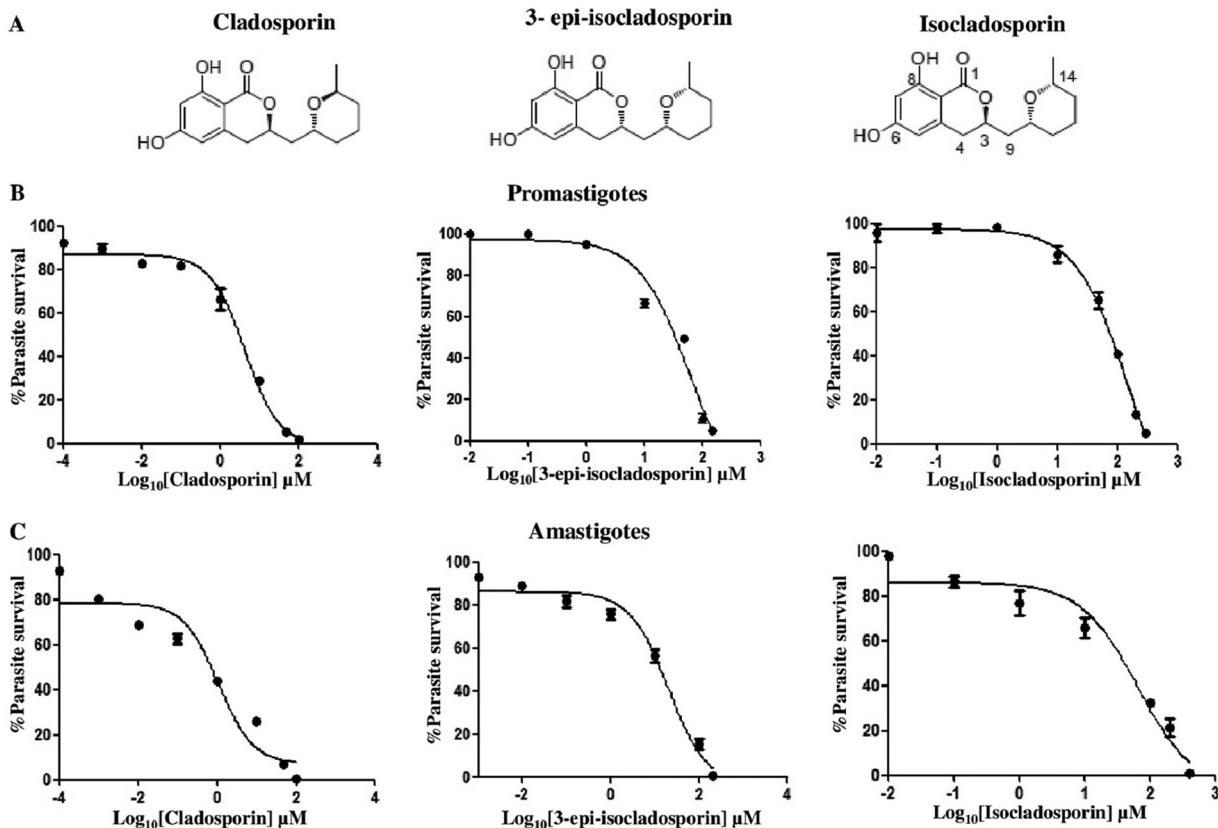 A
Cladosporin
3- epi-isocladosporin
Isocladosporin
OH
O
O
O
HO
OH
O
O
O
HO
OH
8
O
1
O
O
14
HO
6
4
3
9
B
Promastigotes
%Parasite survival
100
80
60
40
20
0
-4
-2
0
2
4
Log10[Cladosporin] µM
%Parasite survival
100
80
60
40
20
0
-2
-1
0
1
2
3
Log10[3-epi-isocladosporin] µM
%Parasite survival
100
80
60
40
20
0
-2
-1
0
1
2
3
Log10[Isocladosporin] µM
C
Amastigotes
%Parasite survival
100
80
60
40
20
0
-4
-2
0
2
4
Log10[Cladosporin] µM
%Parasite survival
100
80
60
40
20
0
-2
-1
0
1
2
3
Log10[3-epi-isocladosporin] µM
%Parasite survival
100
80
60
40
20
0
-2
-1
0
1
2
3
Log10[Isocladosporin] µM